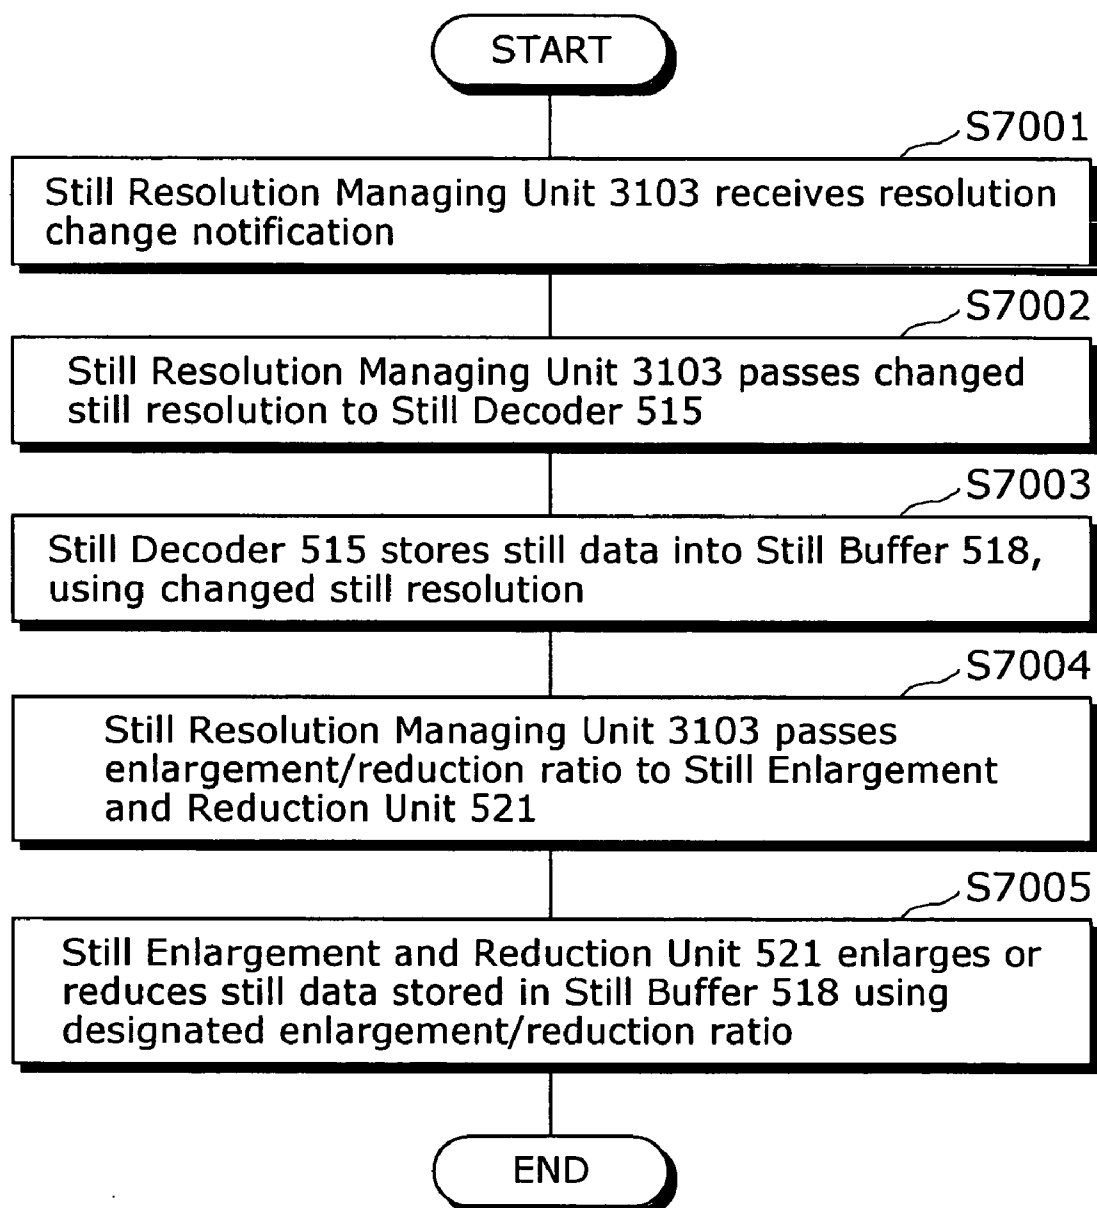 START
S7001
Still Resolution Managing Unit 3103 receives resolution
change notification
S7002
Still Resolution Managing Unit 3103 passes changed
still resolution to Still Decoder 515
S7003
Still Decoder 515 stores still data into Still Buffer 518,
using changed still resolution
S7004
Still Resolution Managing Unit 3103 passes
enlargement/reduction ratio to Still Enlargement
and Reduction Unit 521
S7005
Still Enlargement and Reduction Unit 521 enlarges or
reduces still data stored in Still Buffer 518 using
designated enlargement/reduction ratio
END